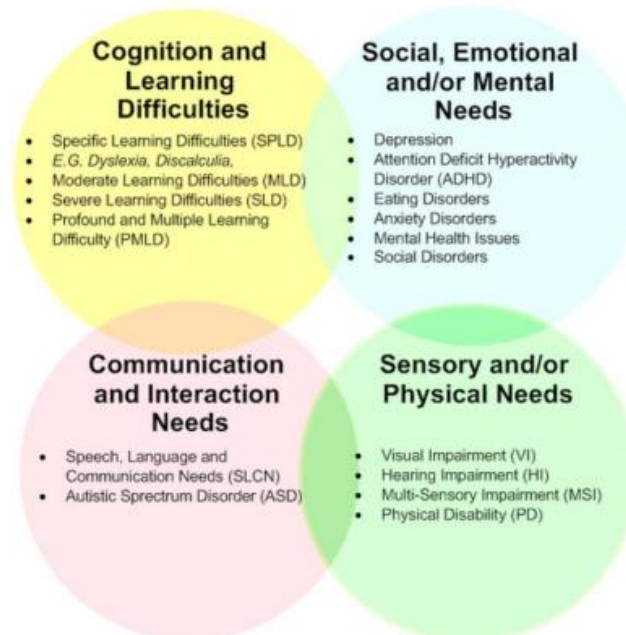 Cognition and
Learning
Difficulties
• Specific Learning Difficulties (SPLD)
• E.G. Dyslexia, Discalculia,
• Moderate Learning Difficulties (MLD)
• Severe Learning Difficulties (SLD)
• Profound and Multiple Learning
Difficulty (PMLD)
Social, Emotional
and/or Mental
Needs
• Depression
• Attention Deficit Hyperactivity
Disorder (ADHD)
• Eating Disorders
• Anxiety Disorders
• Mental Health Issues
• Social Disorders
Communication
and Interaction
Needs
• Speech, Language and
Communication Needs (SLCN)
• Autistic Sprectrum Disorder (ASD)
Sensory and/or
Physical Needs
• Visual Impairment (VI)
• Hearing Impairment (HI)
• Multi-Sensory Impairment (MSI)
• Physical Disability (PD)